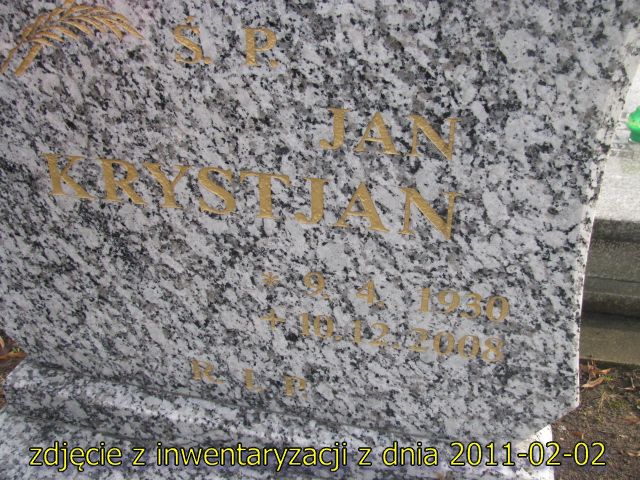 Ś. P.
JAN
KRYSTJAN
* 9. 4. 1930
+ 10. 12. 2008
R. I. P.
zdjęcie z inwentaryzacji z dnia 2011-02-02